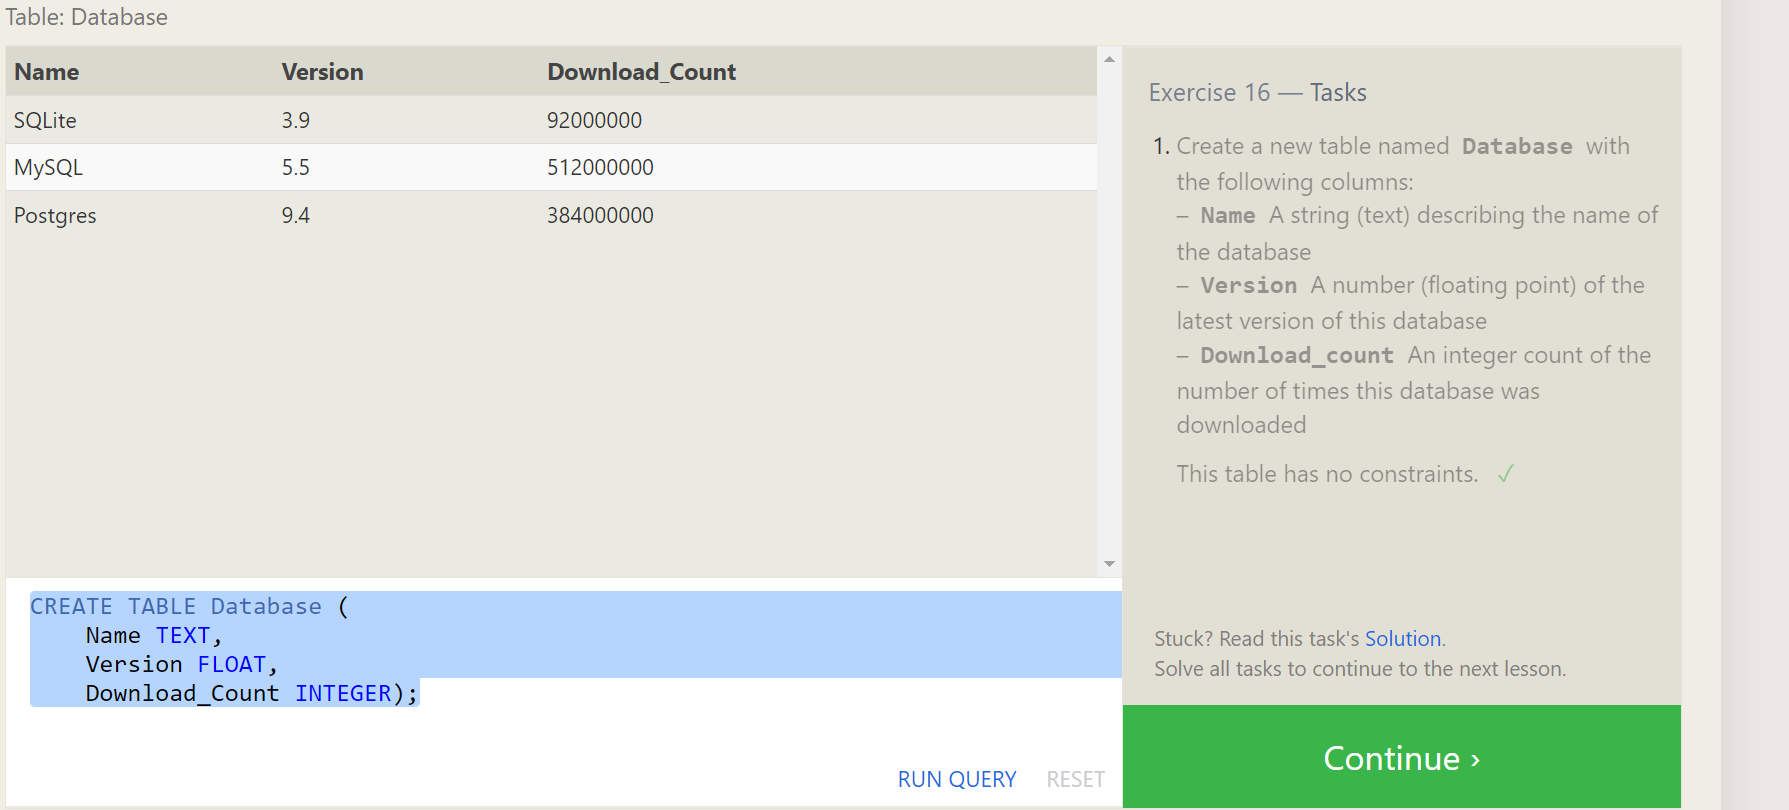 Table: Database
Name Version Download_Count
SQLite 3.9 92000000
MySQL 5.5 512000000
Postgres 9.4 384000000
CREATE TABLE Database (
    Name TEXT,
    Version FLOAT,
    Download_Count INTEGER);
RUN QUERY RESET
Exercise 16 — Tasks
1. Create a new table named Database with
the following columns:
– Name A string (text) describing the name of
the database
– Version A number (floating point) of the
latest version of this database
– Download_count An integer count of the
number of times this database was
downloaded
This table has no constraints. ✓
Stuck? Read this task's Solution.
Solve all tasks to continue to the next lesson.
Continue ›